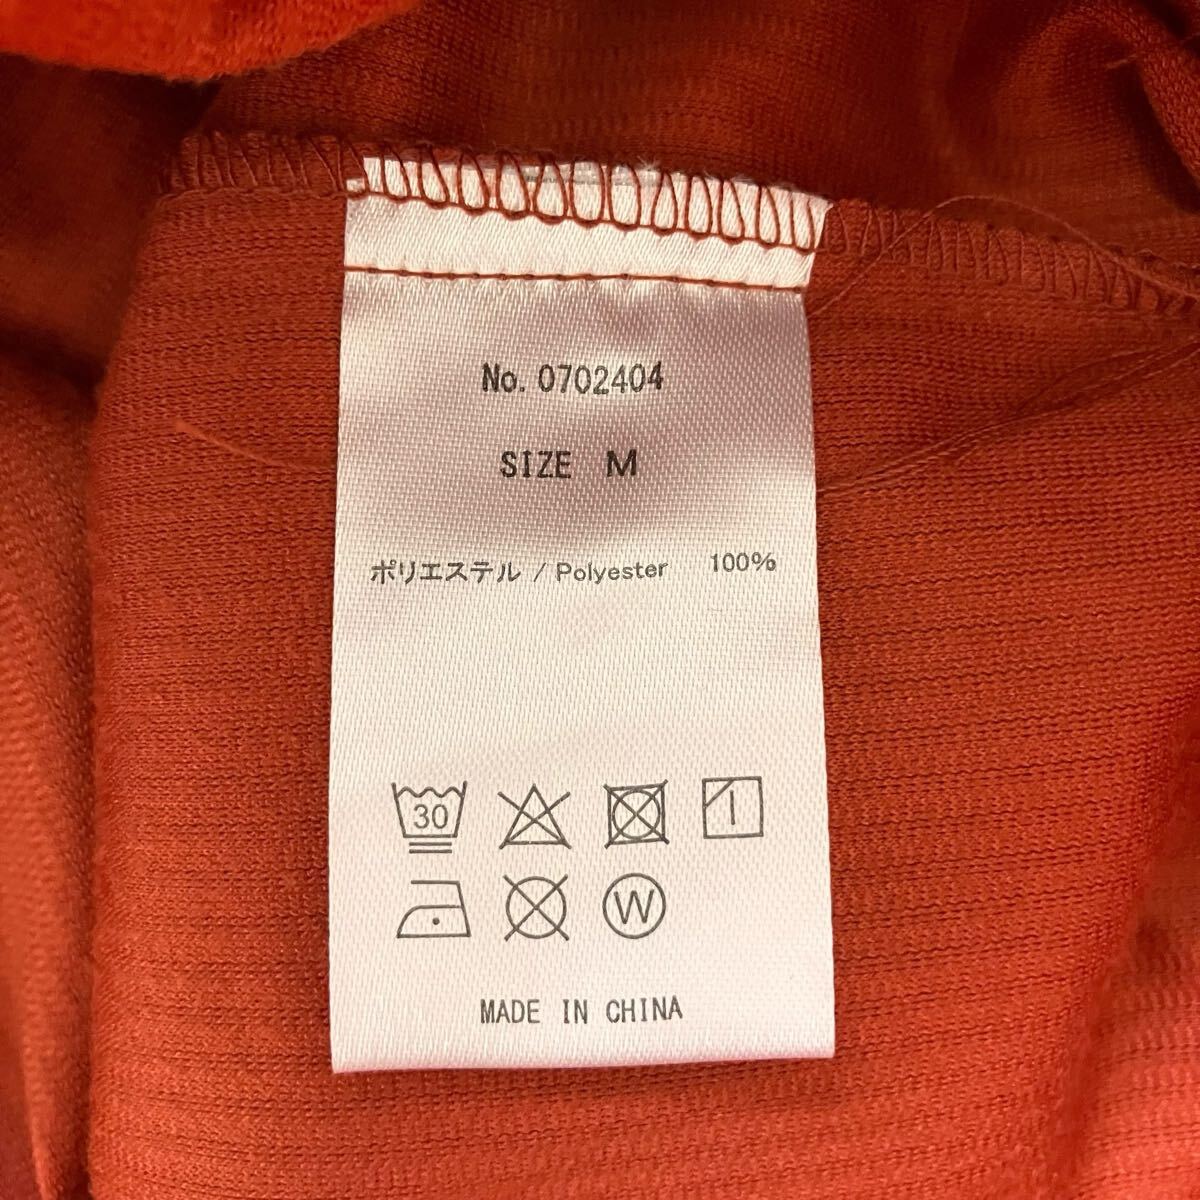 No. 0702404
SIZE M
ポリエステル / Polyester 100%
30
W
MADE IN CHINA